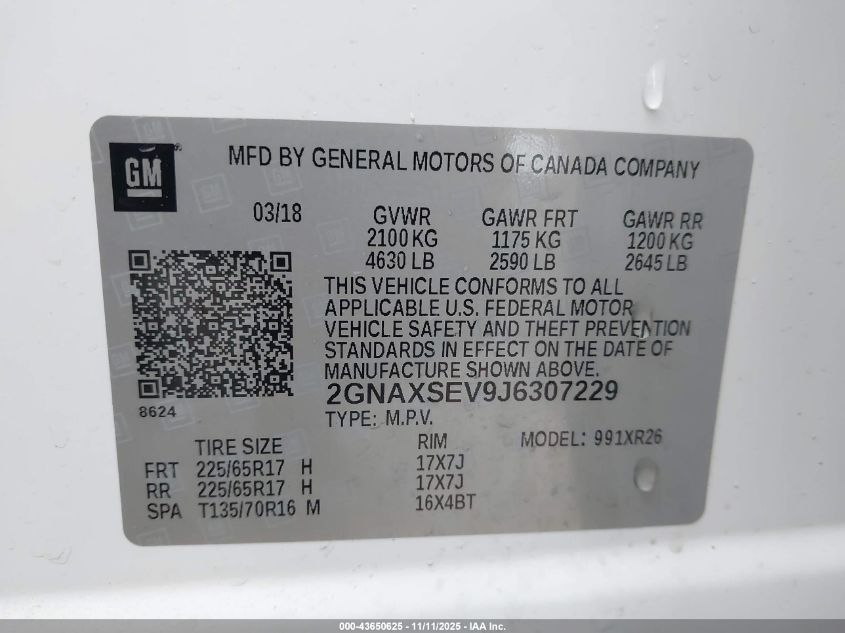 GM®
MFD BY GENERAL MOTORS OF CANADA COMPANY
03/18 GVWR GAWR FRT GAWR RR
2100 KG 1175 KG 1200 KG
4630 LB 2590 LB 2645 LB
THIS VEHICLE CONFORMS TO ALL
APPLICABLE U.S. FEDERAL MOTOR
VEHICLE SAFETY AND THEFT PREVENTION
STANDARDS IN EFFECT ON THE DATE OF
MANUFACTURE SHOWN ABOVE.
2GNAXSEV9J6307229
8624
TYPE: M.P.V.
TIRE SIZE RIM MODEL: 991XR26
FRT 225/65R17 H 17X7J
RR 225/65R17 H 17X7J
SPA T135/70R16 M 16X4BT
000-43650625 - 11/11/2025 - IAA Inc.